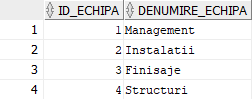 ID_ECHIPA DENUMIRE_ECHIPA
1 1 Management
2 2 Instalatii
3 3 Finisaje
4 4 Structuri